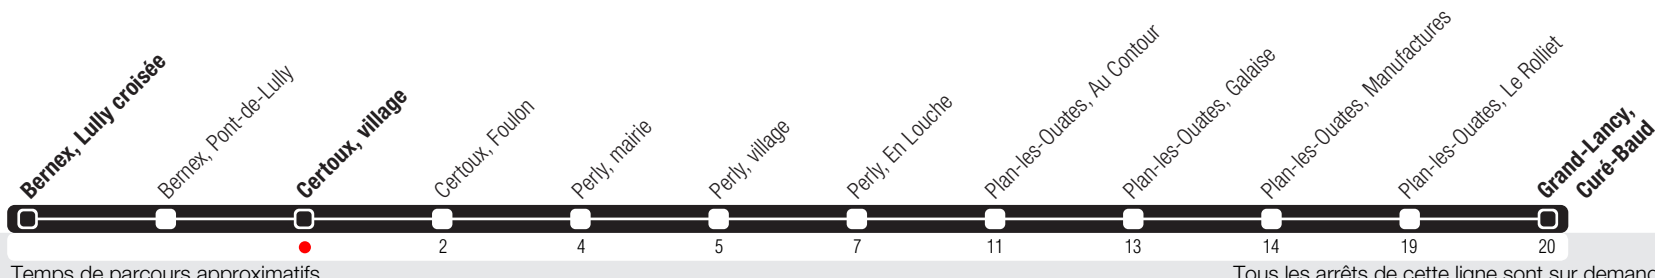 Bernex, Lully croisée
Bernex, Pont-de-Lully
Certoux, village
Certoux, Foulon
Perly, mairie
Perly, village
Perly, En Louche
Plan-les-Ouates, Au Contour
Plan-les-Ouates, Galaise
Plan-les-Ouates, Manufactures
Plan-les-Ouates, Le Rolliet
Grand-Lancy,
Curé-Baud
2 4 5 7 11 13 14 19 20
Temps de parcours approximatifs
Tous les arrêts de cette ligne sont sur demand